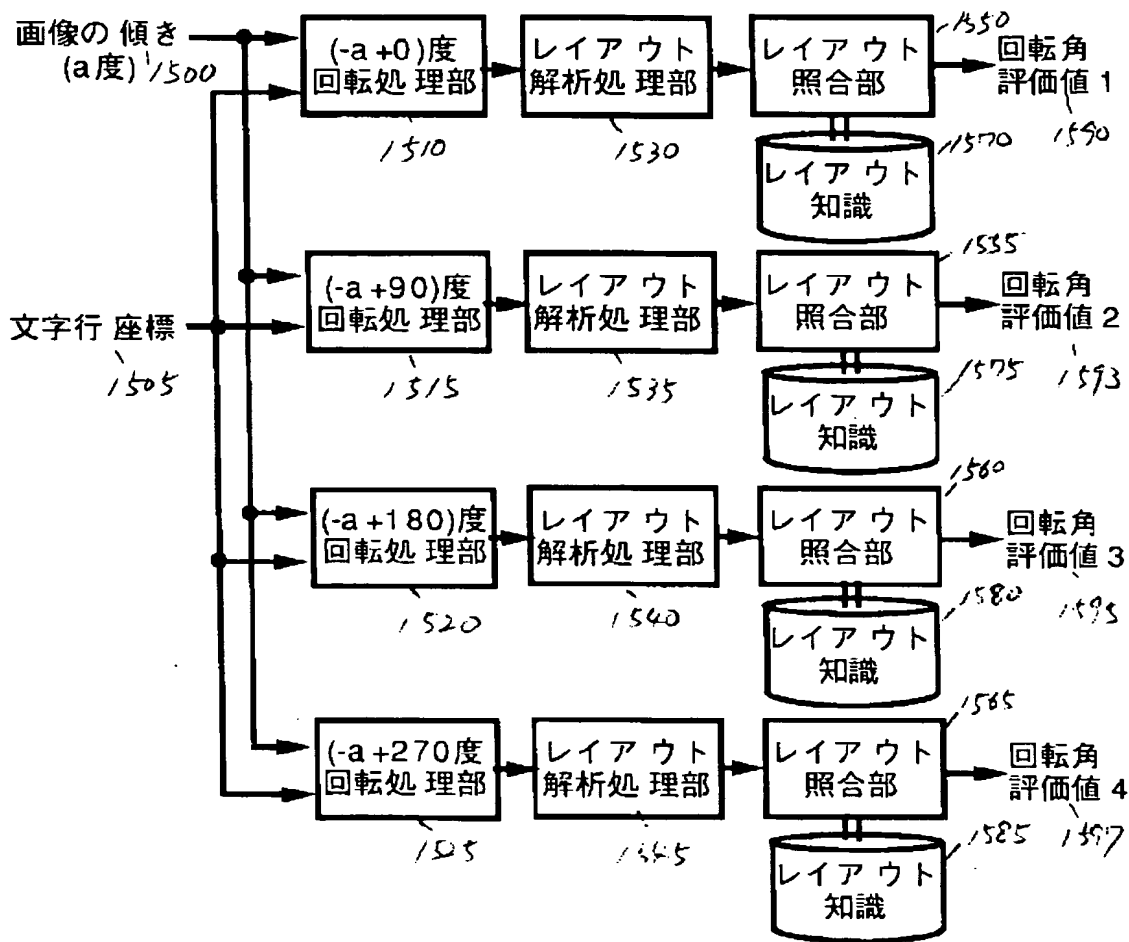 画像の傾き
(a度) 1500
(-a+0)度
回転処理部
1510
レイアウト
解析処理部
1530
レイアウト
照合部
1550
回転角
評価値1
1590
レイアウト
知識
1570
文字行座標
1505
(-a+90)度
回転処理部
1515
レイアウト
解析処理部
1535
レイアウト
照合部
回転角
評価値2
1593
レイアウト
知識
1575
(-a+180)度
回転処理部
1520
レイアウト
解析処理部
1540
レイアウト
照合部
1560
回転角
評価値3
1595
レイアウト
知識
1580
(-a+270度
回転処理部
レイアウト
解析処理部
レイアウト
照合部
1565
回転角
評価値4
1597
レイアウト
知識
1585